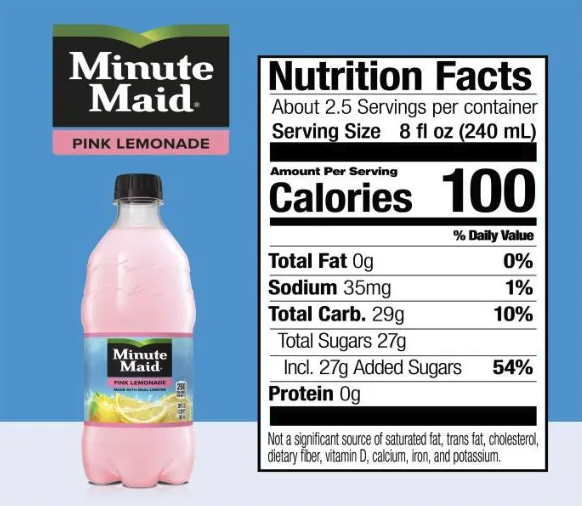 Minute
Maid®
PINK LEMONADE
Minute
Maid
PINK LEMONADE
MADE WITH REAL LEMONS
Nutrition Facts
About 2.5 Servings per container
Serving Size 8 fl oz (240 mL)
Amount Per Serving
Calories 100
% Daily Value
Total Fat 0g 0%
Sodium 35mg 1%
Total Carb. 29g 10%
Total Sugars 27g
Incl. 27g Added Sugars 54%
Protein 0g
Not a significant source of saturated fat, trans fat, cholesterol,
dietary fiber, vitamin D, calcium, iron, and potassium.